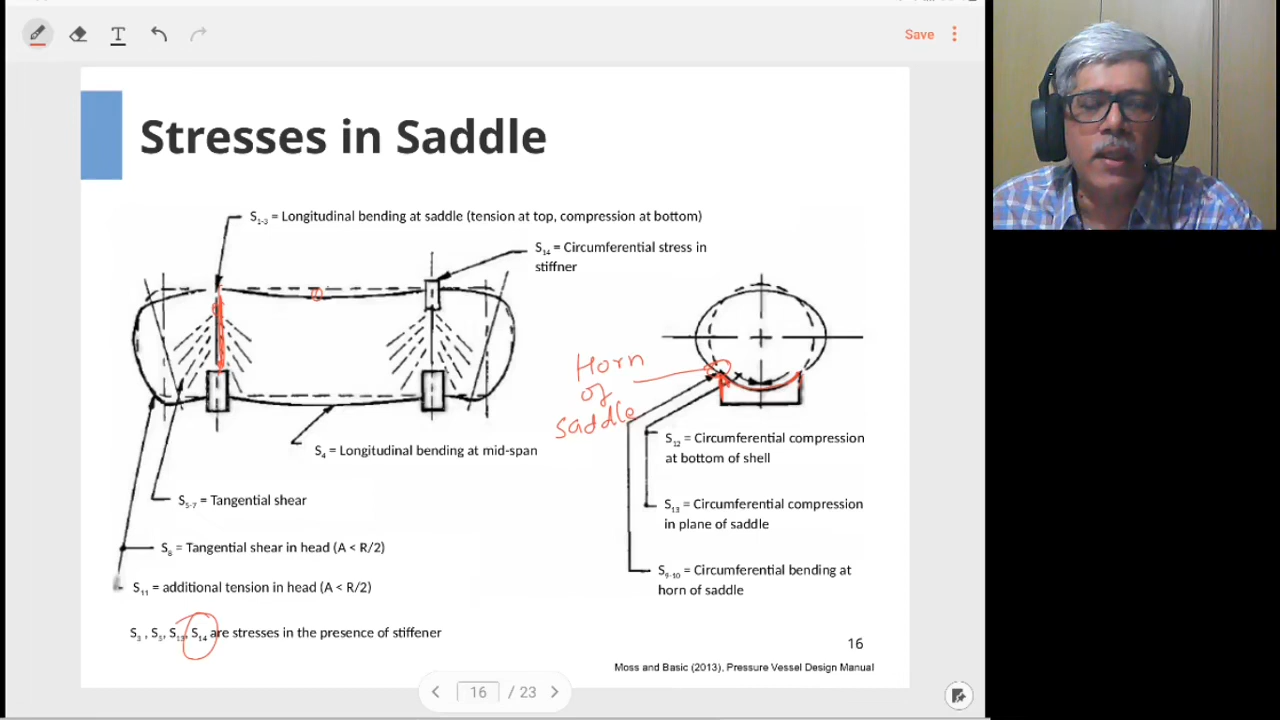 Save
Stresses in Saddle
S1-3 = Longitudinal bending at saddle (tension at top, compression at bottom)
S14 = Circumferential stress in
stiffner
Horn
of
Saddle
S4 = Longitudinal bending at mid-span
S12 = Circumferential compression
at bottom of shell
S5-7 = Tangential shear
S13 = Circumferential compression
in plane of saddle
S8 = Tangential shear in head (A < R/2)
S9-10 = Circumferential bending at
horn of saddle
S11 = additional tension in head (A < R/2)
S3 , S5, S13, S14 are stresses in the presence of stiffener
16
Moss and Basic (2013), Pressure Vessel Design Manual
16 / 23